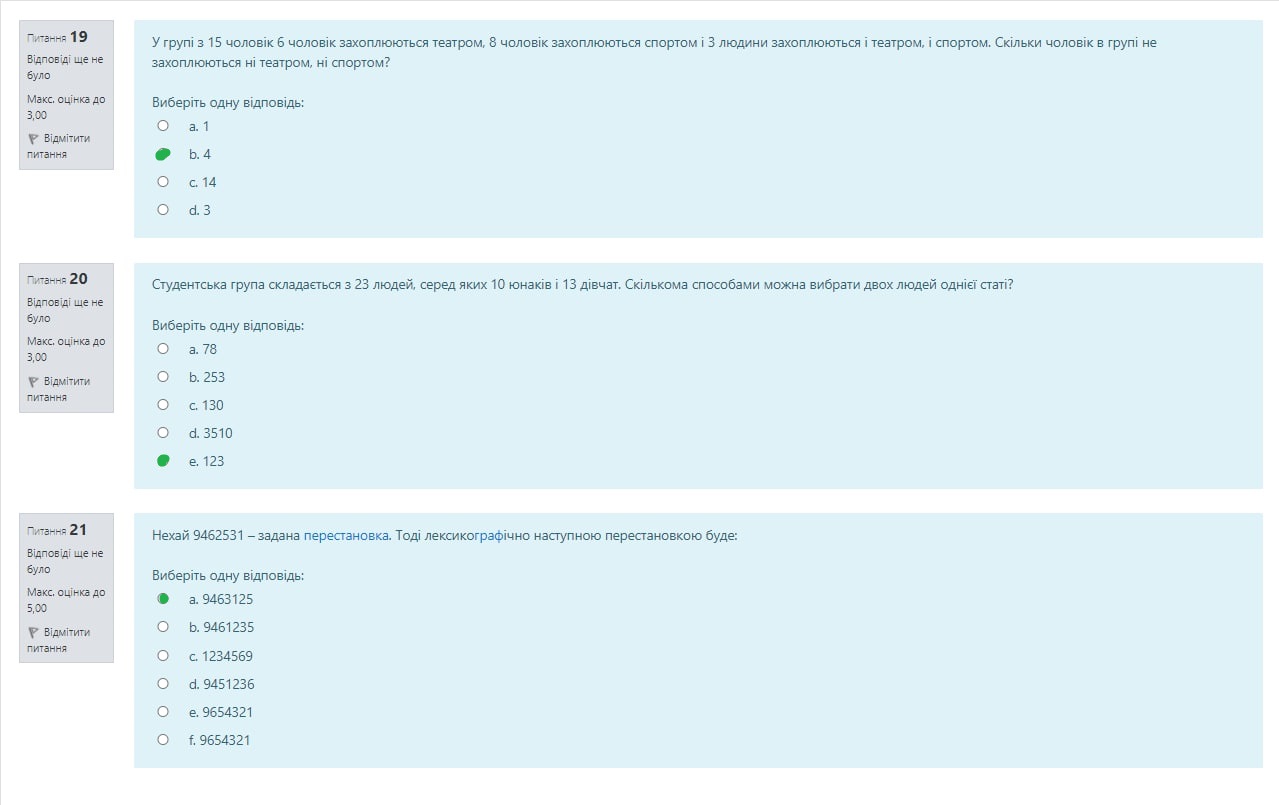 Питання 19
Відповіді ще не
було
Макс. оцінка до
3,00
Відмітити
питання
У групі з 15 чоловік 6 чоловік захоплюються театром, 8 чоловік захоплюються спортом і 3 людини захоплюються і театром, і спортом. Скільки чоловік в групі не
захоплюються ні театром, ні спортом?
Виберіть одну відповідь:
a. 1
b. 4
c. 14
d. 3
Питання 20
Відповіді ще не
було
Макс. оцінка до
3,00
Відмітити
питання
Студентська група складається з 23 людей, серед яких 10 юнаків і 13 дівчат. Скількома способами можна вибрати двох людей однієї статі?
Виберіть одну відповідь:
a. 78
b. 253
c. 130
d. 3510
e. 123
Питання 21
Відповіді ще не
було
Макс. оцінка до
5,00
Відмітити
питання
Нехай 9462531 – задана перестановка. Тоді лексикографічно наступною перестановкою буде:
Виберіть одну відповідь:
a. 9463125
b. 9461235
c. 1234569
d. 9451236
e. 9654321
f. 9654321